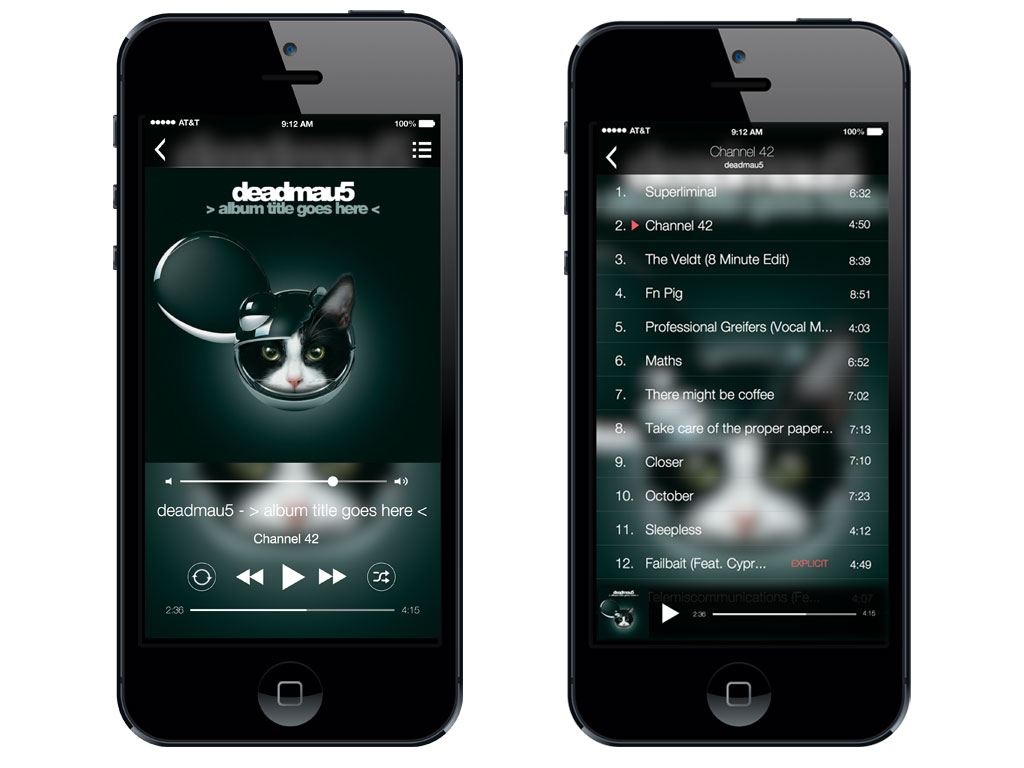 AT&T 9:12 AM 100%
deadmau5
> album title goes here <
deadmau5 - > album title goes here <
Channel 42
2:36 4:15
AT&T 9:12 AM 100%
Channel 42
deadmau5
1. Superliminal 6:32
2. Channel 42 4:50
3. The Veldt (8 Minute Edit) 8:39
4. Fn Pig 8:51
5. Professional Greifers (Vocal M... 4:03
6. Maths 6:52
7. There might be coffee 7:02
8. Take care of the proper paper... 7:13
9. Closer 7:10
10. October 7:23
11. Sleepless 4:12
12. Failbait (Feat. Cypr... EXPLICIT 4:49
Telemiscommunications (Fe... 4:07
2:36 4:15